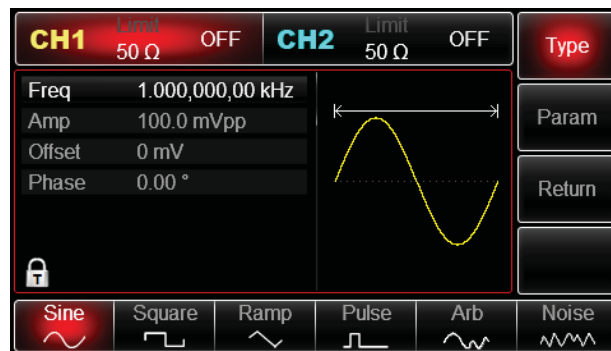 CH1 Limit 50 Ω OFF CH2 Limit 50 Ω OFF Type
Freq 1.000,000,00 kHz
Amp 100.0 mVpp Param
Offset 0 mV
Phase 0.00 ° Return
T
Sine Square Ramp Pulse Arb Noise